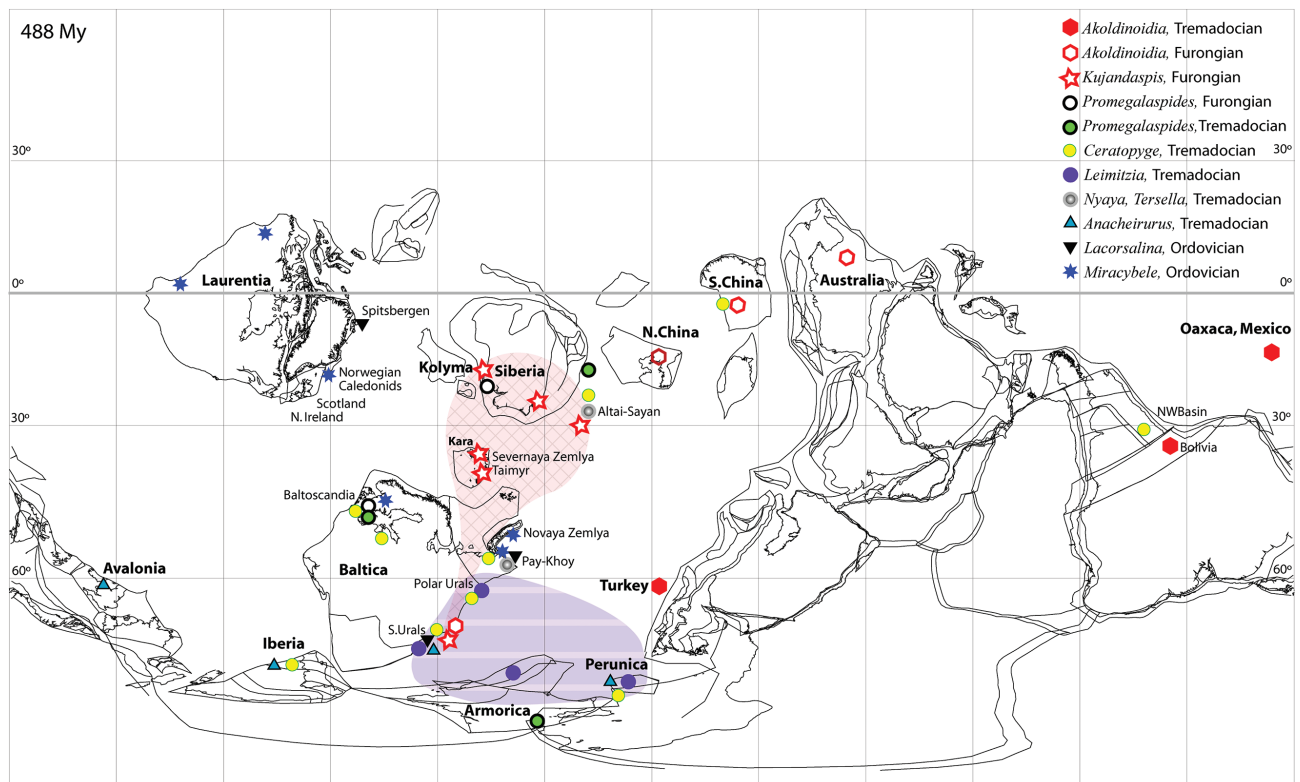 488 My
Akoldinoidia, Tremadocian
Akoldinoidia, Furongian
Kujandaspis, Furongian
Promegalaspides, Furongian
Promegalaspides,Tremadocian
Ceratopyge, Tremadocian
Leimitzia, Tremadocian
Nyaya, Tersella, Tremadocian
Anacheirurus, Tremadocian
Lacorsalina, Ordovician
Miracybele, Ordovician
30º
30º
0º
0º
Laurentia
Spitsbergen
S.China
Australia
N.China
Oaxaca, Mexico
Kolyma
Siberia
Norwegian
Caledonids
Scotland
N. Ireland
Altai-Sayan
NWBasin
30º
30º
Bolivia
Kara
Severnaya Zemlya
Taimyr
Baltoscandia
Novaya Zemlya
Pay-Khoy
Avalonia
Baltica
Polar Urals
Turkey
60º
60º
S.Urals
Iberia
Perunica
Armorica